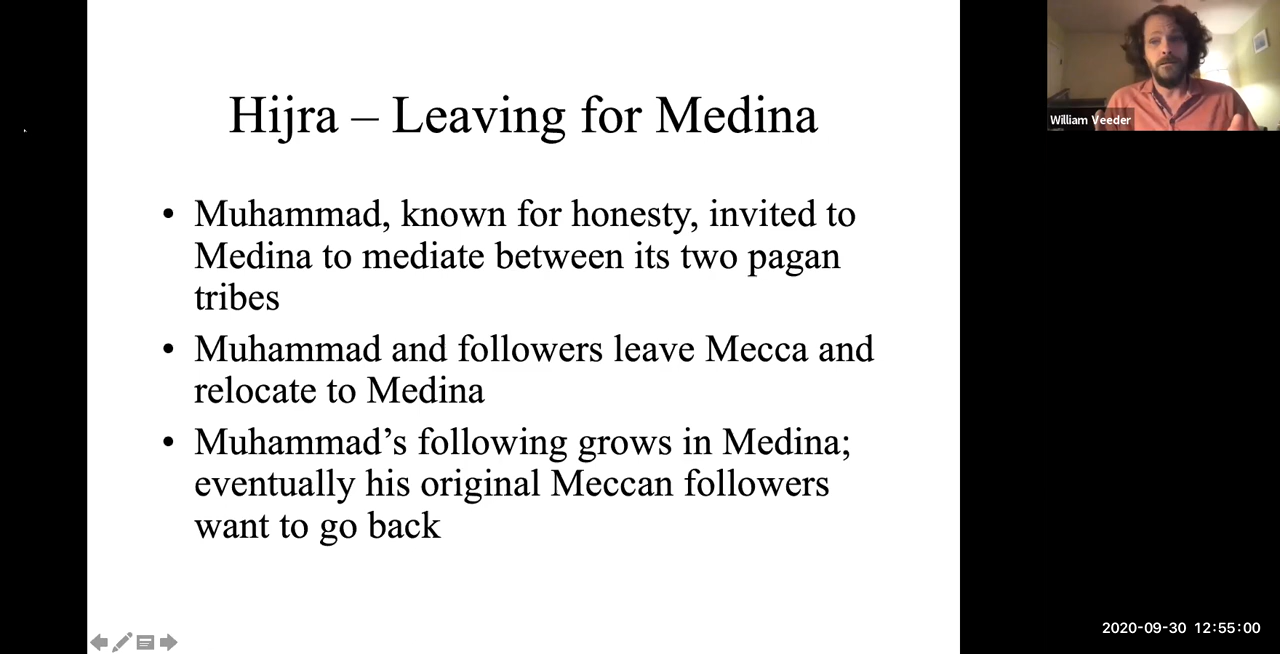 Hijra – Leaving for Medina
• Muhammad, known for honesty, invited to
Medina to mediate between its two pagan
tribes
• Muhammad and followers leave Mecca and
relocate to Medina
• Muhammad’s following grows in Medina;
eventually his original Meccan followers
want to go back
William Veeder
2020-09-30 12:55:00